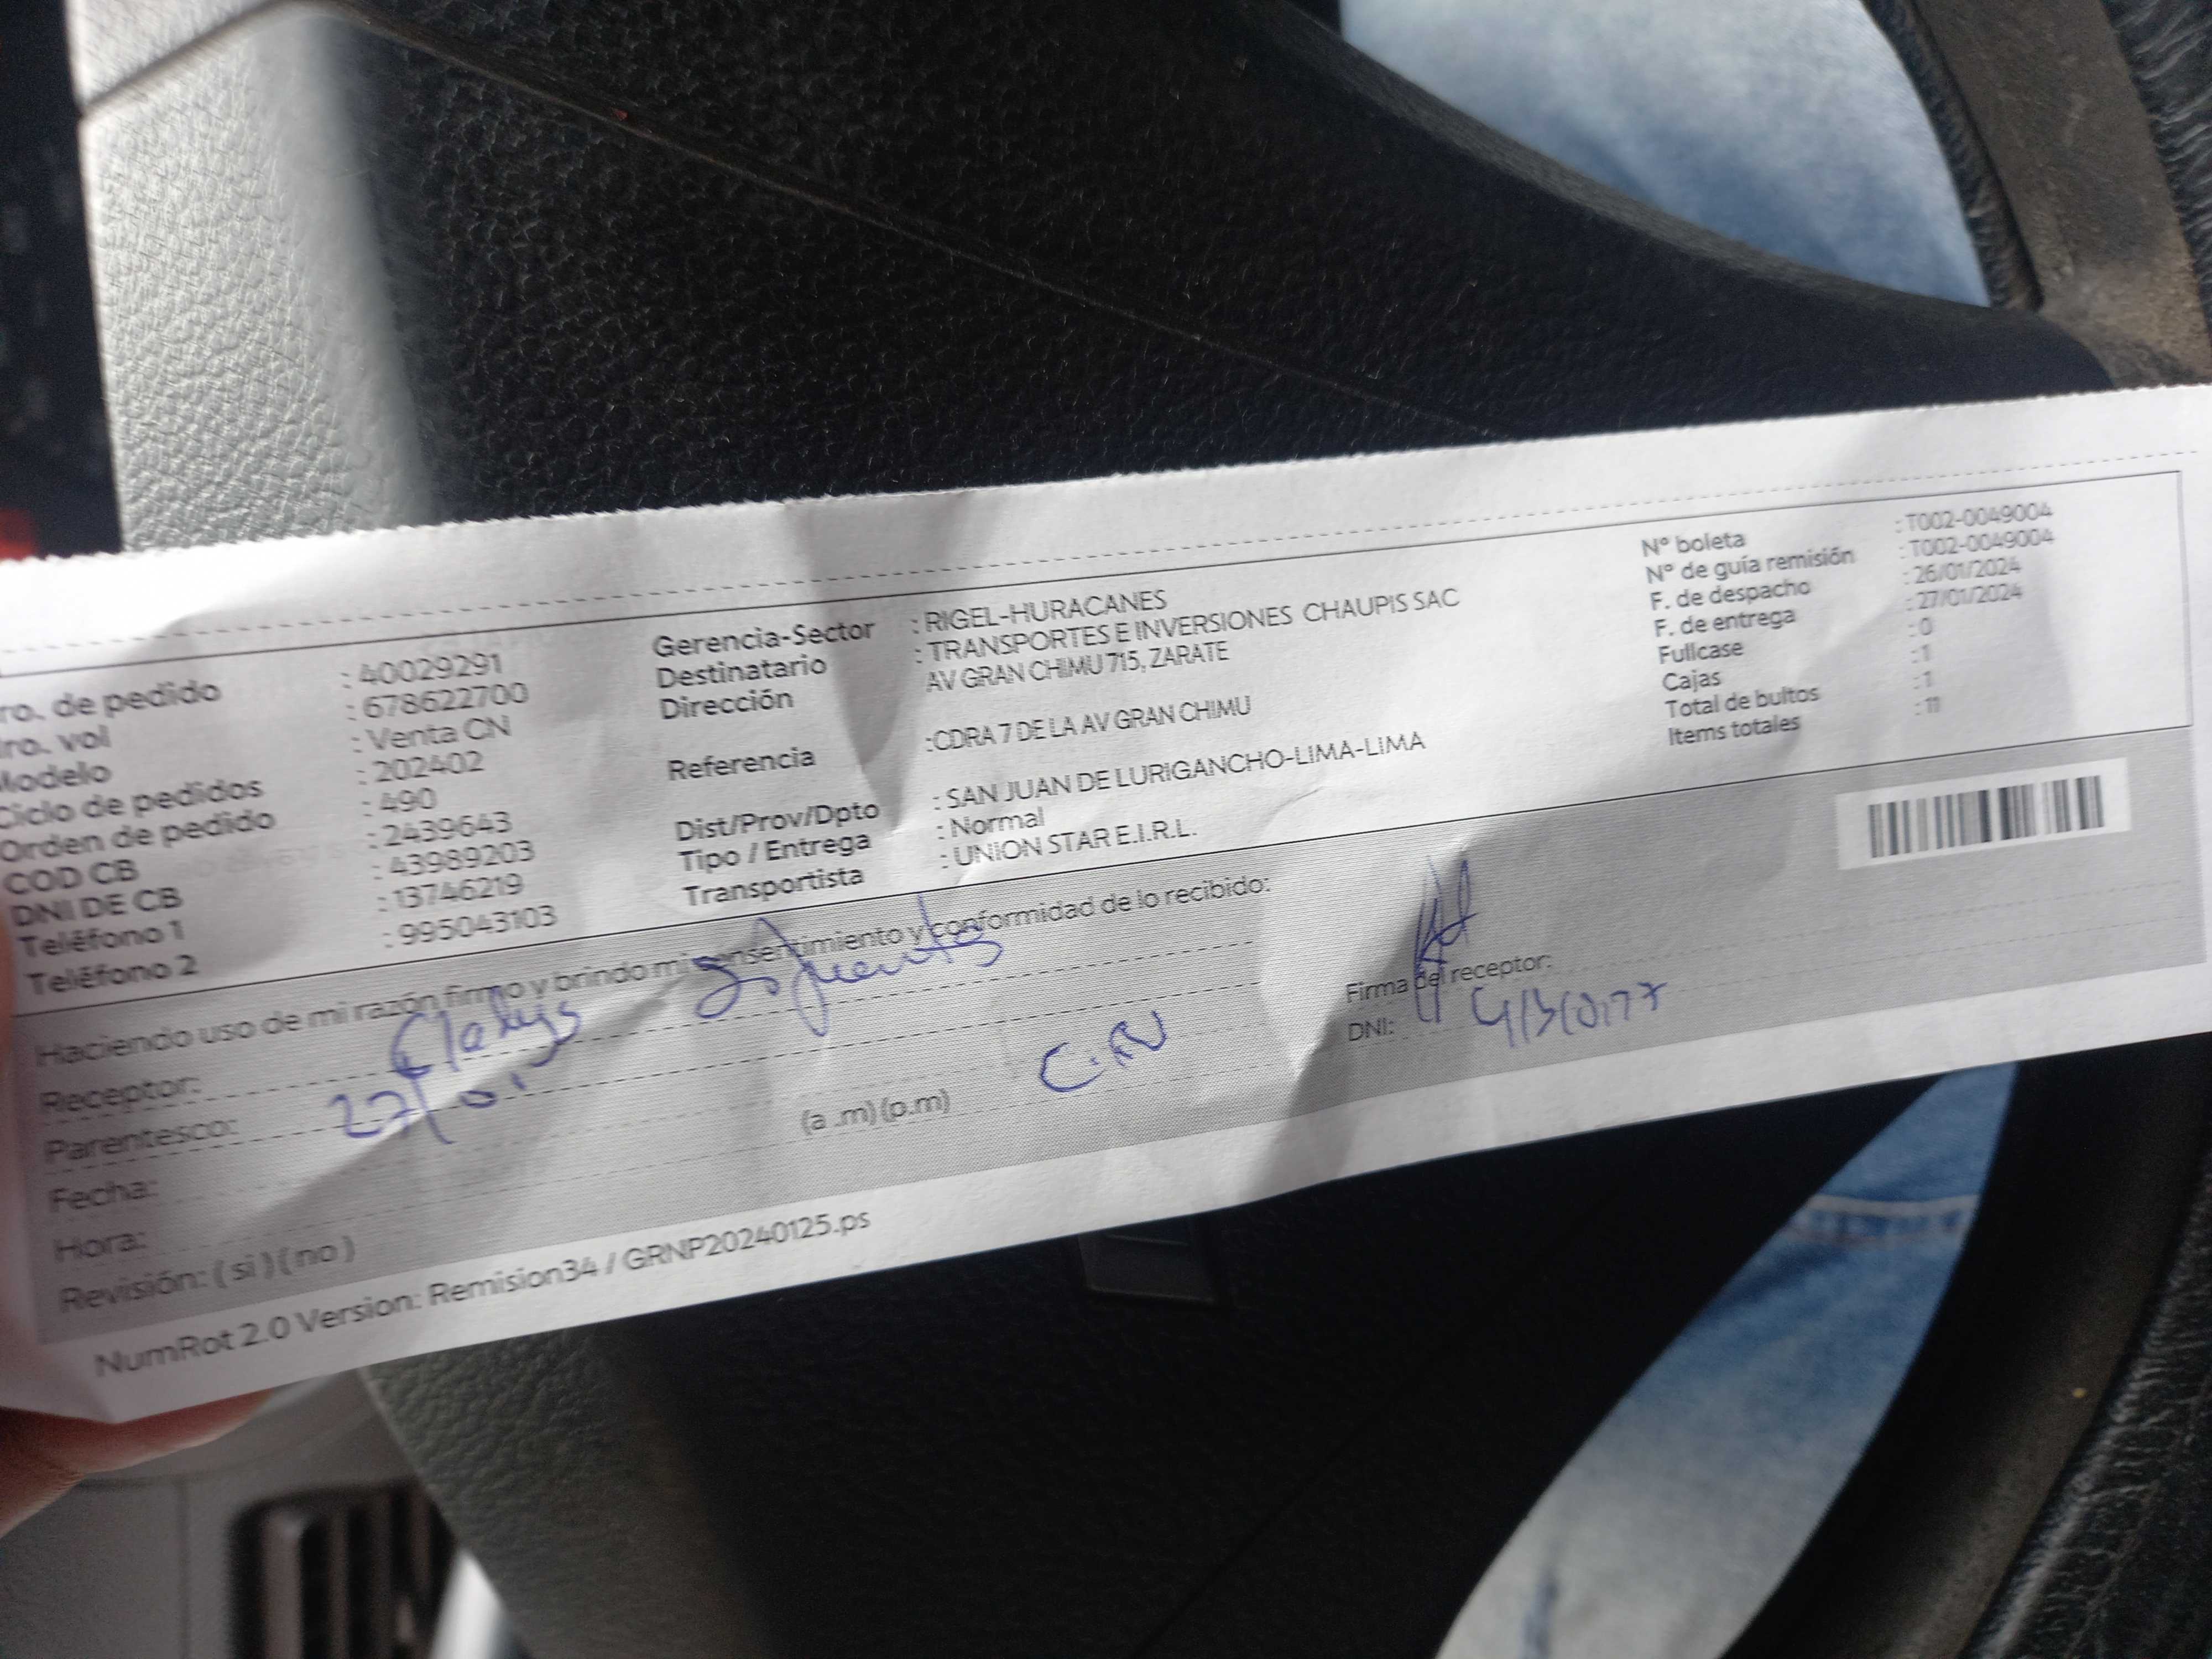 ro. de pedido : 40029291
ro. vol : 678622700
Modelo : Venta CN
Ciclo de pedidos : 202402
Orden de pedido : 490
COD CB : 2439643
DNI DE CB : 43989203
Teléfono 1 : 13746219
Teléfono 2 : 995043103
Gerencia-Sector : RIGEL-HURACANES
Destinatario : TRANSPORTES E INVERSIONES CHAUPIS SAC
Dirección AV GRAN CHIMU 715, ZARATE
Referencia :CDRA 7 DE LA AV GRAN CHIMU
Dist/Prov/Dpto : SAN JUAN DE LURIGANCHO-LIMA-LIMA
Tipo / Entrega : Normal
Transportista : UNION STAR E.I.R.L.
N° boleta : T002-0049004
N° de guía remisión : T002-0049004
F. de despacho : 26/01/2024
F. de entrega : 27/01/2024
Fullcase : 0
Cajas : 1
Total de bultos : 1
Items totales : 11
Haciendo uso de mi razón firmo y brindo mi consentimiento y conformidad de lo recibido:
Receptor:
Parentesco:
Fecha:
Hora: (a .m) (p.m)
Revisión: ( si ) ( no )
Firma del receptor:
DNI:
NumRot 2.0 Version: Remision34 / GRNP20240125.ps